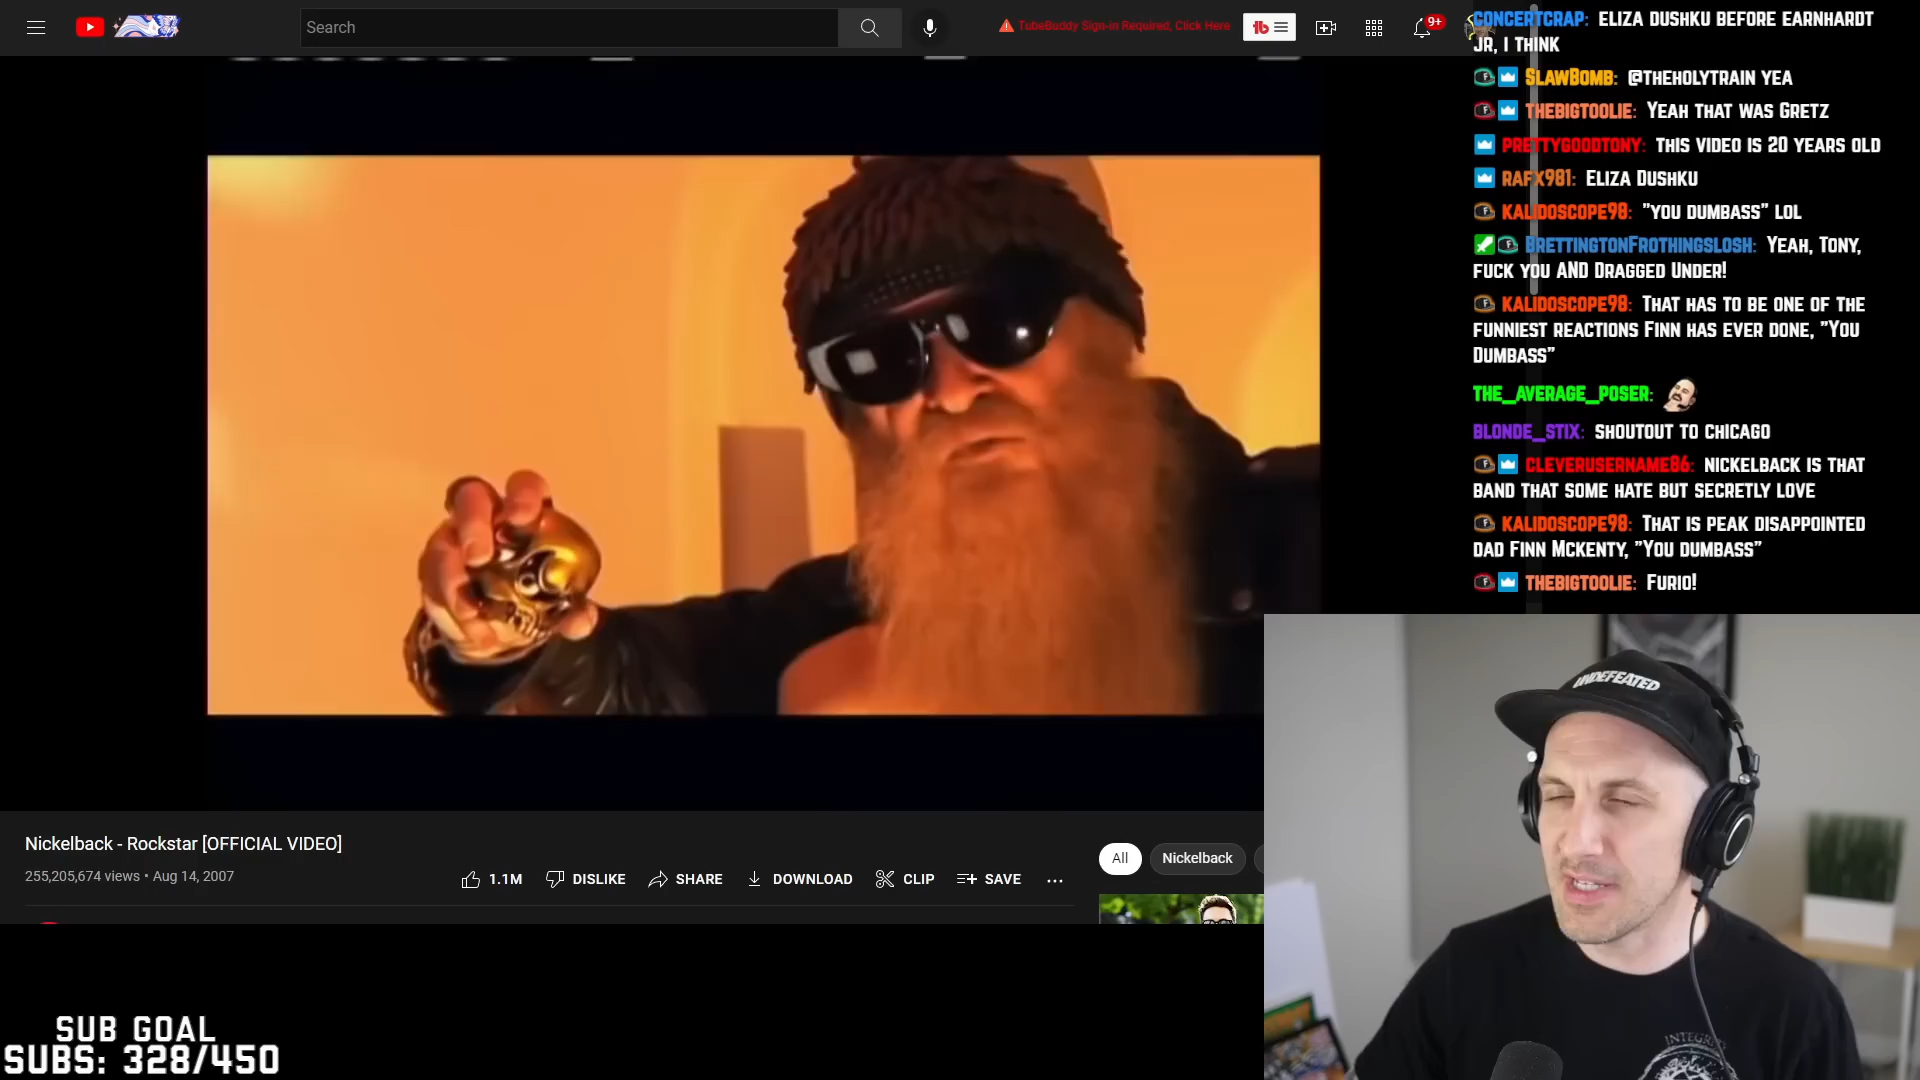 Search
TubeBuddy Sign-in Required, Click Here
tb
9+
CONCERTCRAP: ELIZA DUSHKU BEFORE EARNHARDT
JR, I THINK
SLAWBOMB: @THEHOLYTRAIN YEA
THEBIGTOOLIE: YEAH THAT WAS GRETZ
PRETTYGOODTONY: THIS VIDEO IS 20 YEARS OLD
RAFX981: ELIZA DUSHKU
KALIDOSCOPE98: "YOU DUMBASS" LOL
BRETTINGTONFROTHINGSLOSH: YEAH, TONY,
FUCK YOU AND DRAGGED UNDER!
KALIDOSCOPE98: THAT HAS TO BE ONE OF THE
FUNNIEST REACTIONS FINN HAS EVER DONE, "YOU
DUMBASS"
THE_AVERAGE_POSER:
BLONDE_STIX: SHOUTOUT TO CHICAGO
CLEVERUSERNAME86: NICKELBACK IS THAT
BAND THAT SOME HATE BUT SECRETLY LOVE
KALIDOSCOPE98: THAT IS PEAK DISAPPOINTED
DAD FINN MCKENTY, "YOU DUMBASS"
THEBIGTOOLIE: FURIO!
UNDEFEATED
Nickelback - Rockstar [OFFICIAL VIDEO]
255,205,674 views • Aug 14, 2007
1.1M
DISLIKE
SHARE
DOWNLOAD
CLIP
SAVE
All
Nickelback
SUB GOAL
SUBS: 328/450